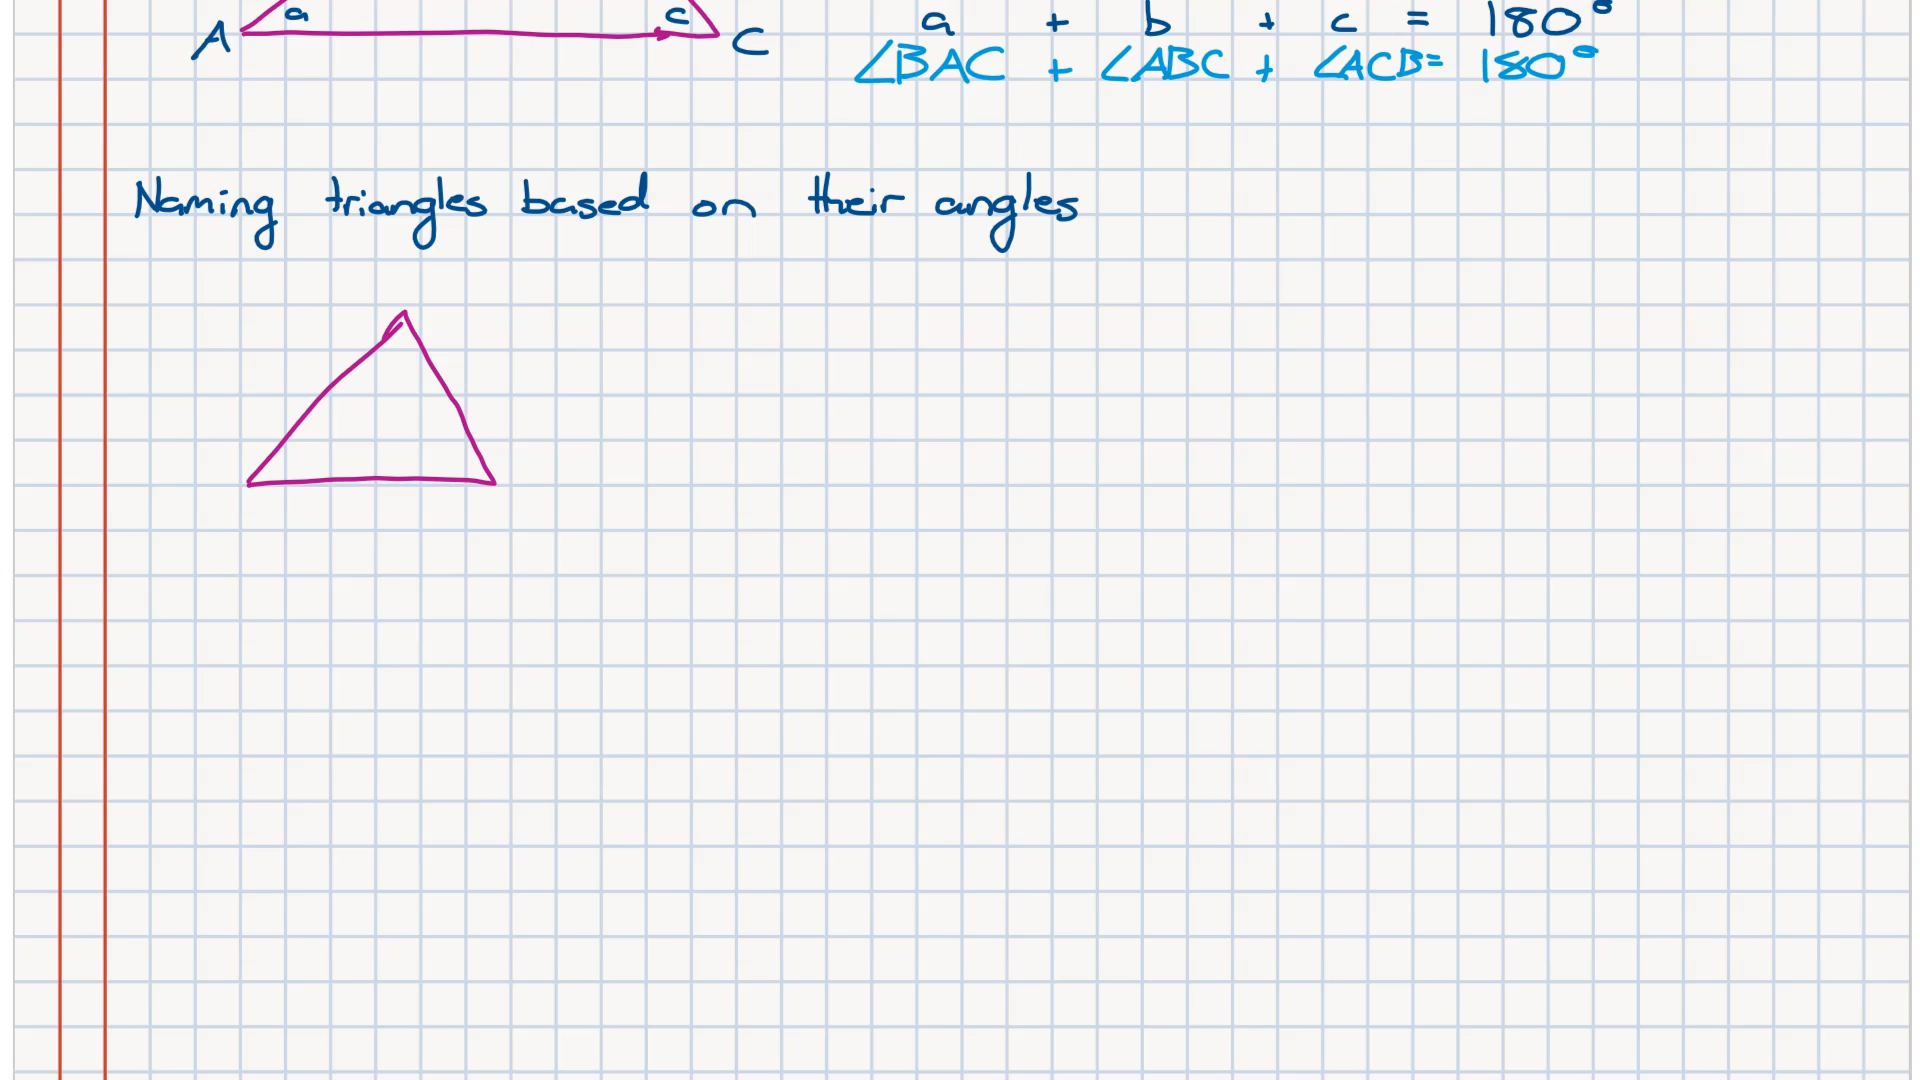 a c
A C
a + b + c = 180°
∠BAC + ∠ABC + ∠ACB = 180°
Naming triangles based on their angles